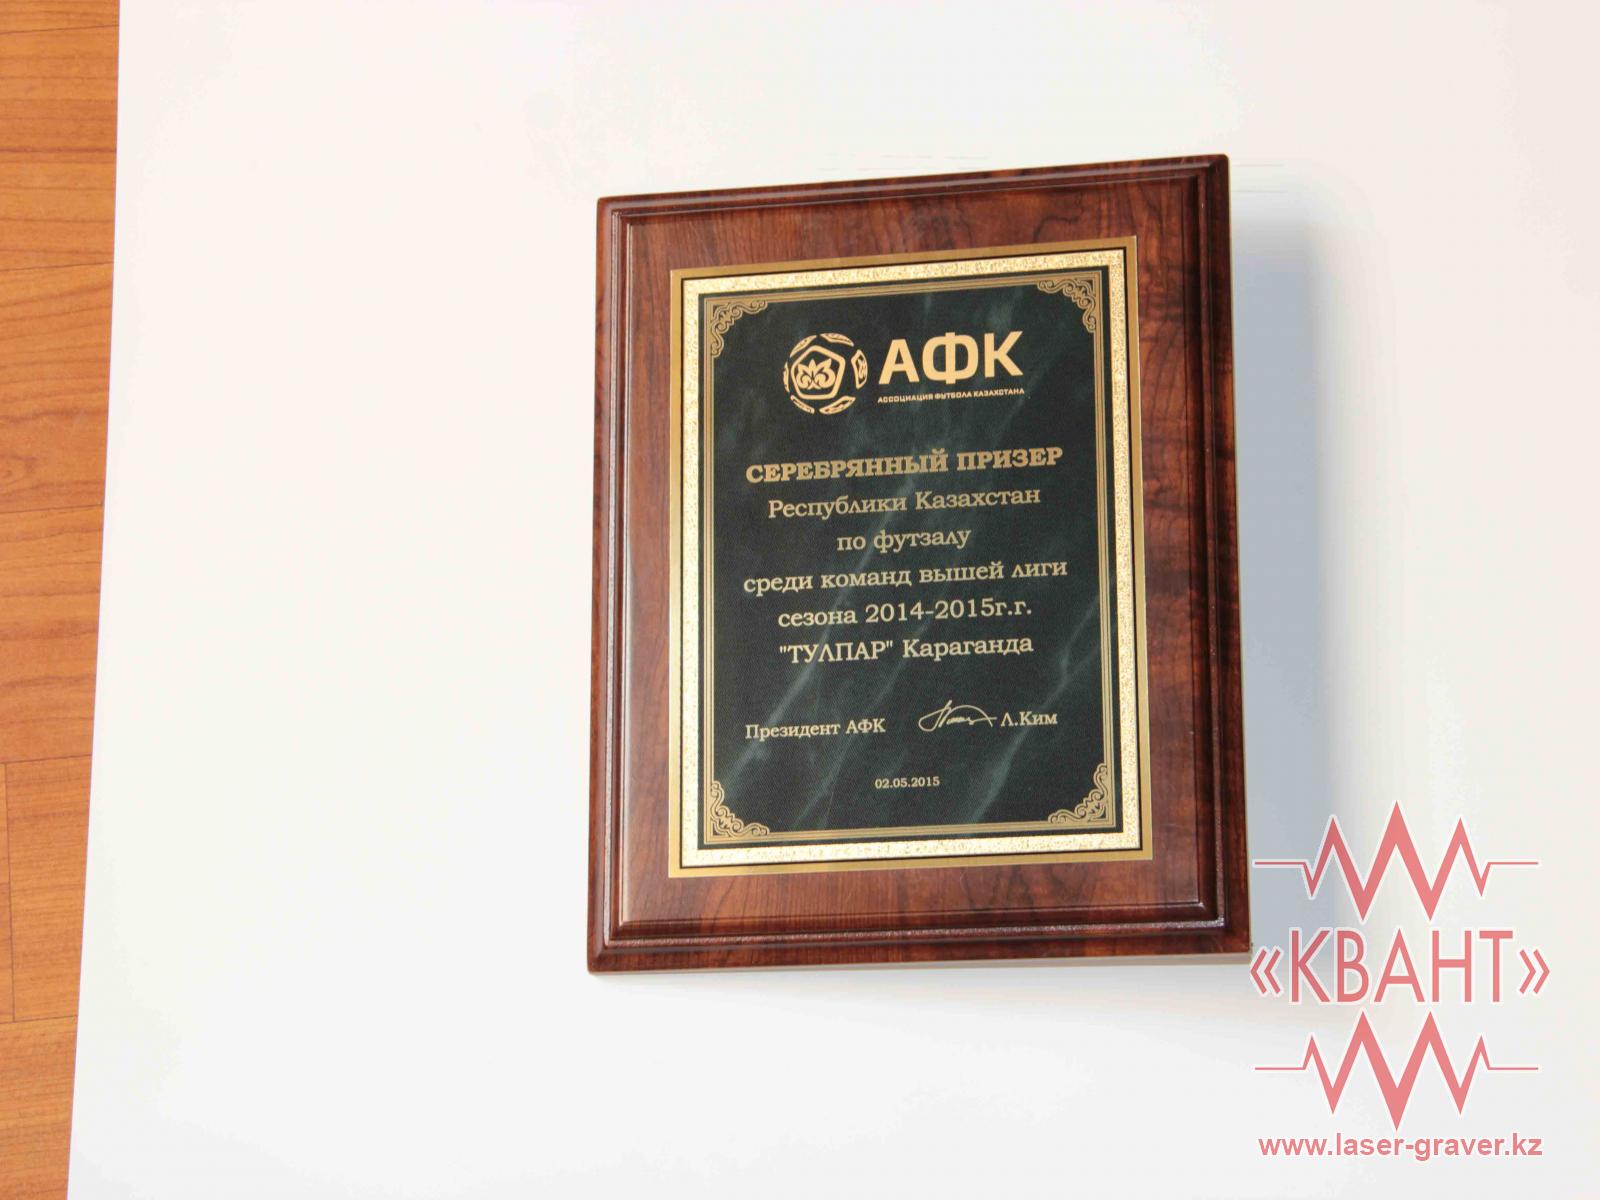 АФК
АССОЦИАЦИЯ ФУТБОЛА КАЗАХСТАНА
СЕРЕБРЯННЫЙ ПРИЗЕР
Республики Казахстан
по футзалу
среди команд вышей лиги
сезона 2014-2015г.г.
"ТУЛПАР" Караганда
Президент АФК Л.Ким
02.05.2015
«КВАНТ»
www.laser-graver.kz